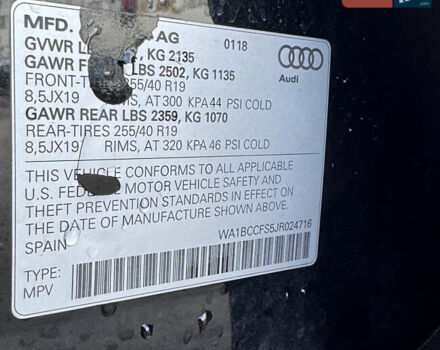 MFD. AG 0118
GVWR L KG 2135
GAWR F LBS 2502, KG 1135
FRONT-TI 255/40 R19
8,5JX19 MS, AT 300 KPA 44 PSI COLD
GAWR REAR LBS 2359, KG 1070
REAR-TIRES 255/40 R19
8,5JX19 RIMS, AT 320 KPA 46 PSI COLD
Audi
THIS VEHICLE CONFORMS TO ALL APPLICABLE
U.S. FEDE MOTOR VEHICLE SAFETY AND
THEFT PREVENTION STANDARDS IN EFFECT ON
THE DATE OF MANUFACTURE SHOWN ABOVE.
SPAIN
WA1BCCFS5JR024716
TYPE:
MPV